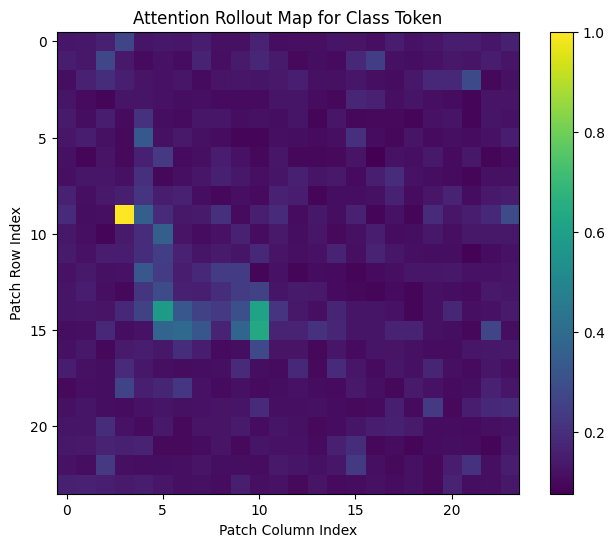 Attention Rollout Map for Class Token
0
5
10
15
20
Patch Row Index
0 5 10 15 20
Patch Column Index
1.0
0.8
0.6
0.4
0.2